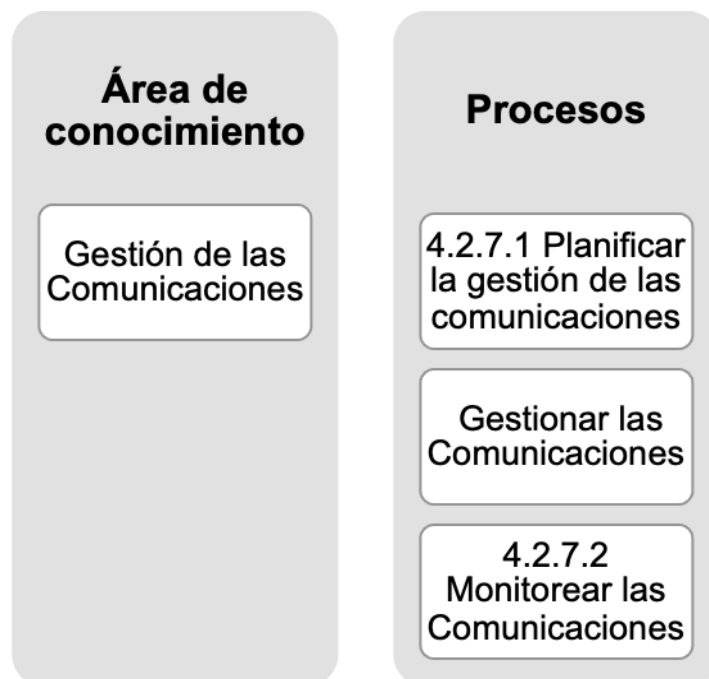 Área de
conocimiento
Gestión de las
Comunicaciones
Procesos
4.2.7.1 Planificar
la gestión de las
comunicaciones
Gestionar las
Comunicaciones
4.2.7.2
Monitorear las
Comunicaciones